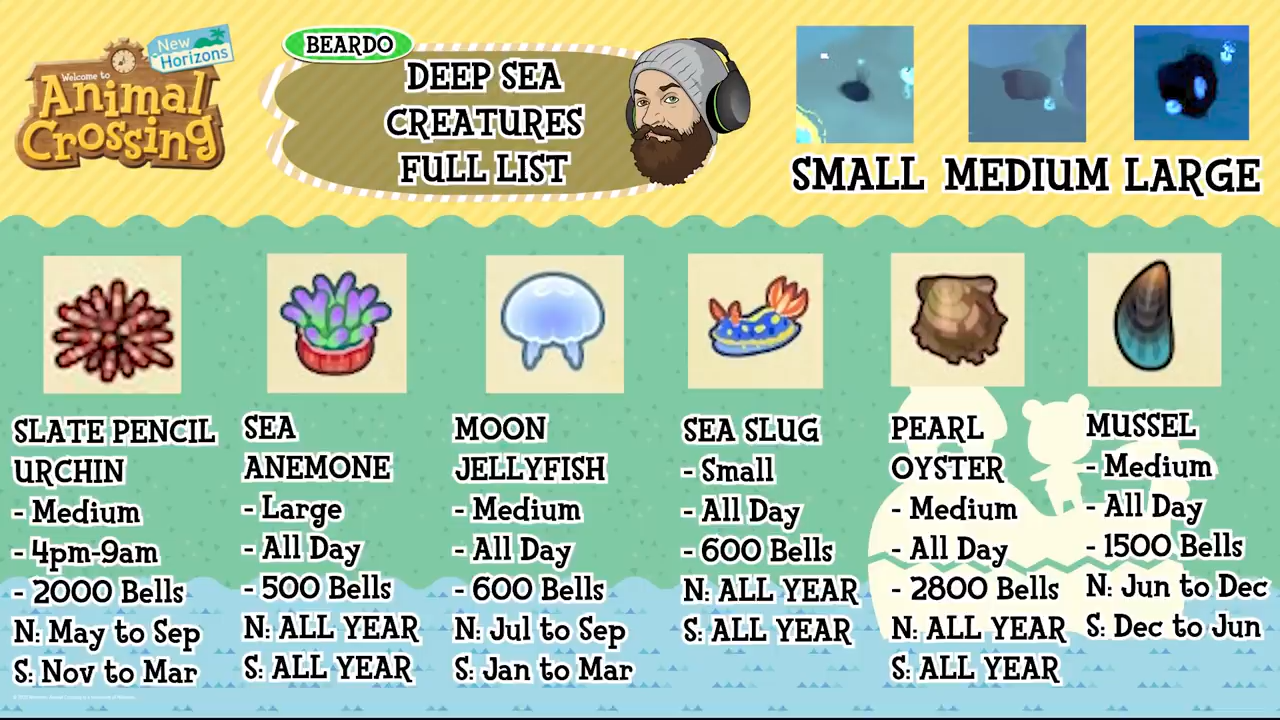 Welcome to
Animal
Crossing
New
Horizons
BEARDO
DEEP SEA
CREATURES
FULL LIST
SMALL MEDIUM LARGE
SLATE PENCIL
URCHIN
- Medium
- 4pm-9am
- 2000 Bells
N: May to Sep
S: Nov to Mar
SEA
ANEMONE
- Large
- All Day
- 500 Bells
N: ALL YEAR
S: ALL YEAR
MOON
JELLYFISH
- Medium
- All Day
- 600 Bells
N: Jul to Sep
S: Jan to Mar
SEA SLUG
- Small
- All Day
- 600 Bells
N: ALL YEAR
S: ALL YEAR
PEARL
OYSTER
- Medium
- All Day
- 2800 Bells
N: ALL YEAR
S: ALL YEAR
MUSSEL
- Medium
- All Day
- 1500 Bells
N: Jun to Dec
S: Dec to Jun